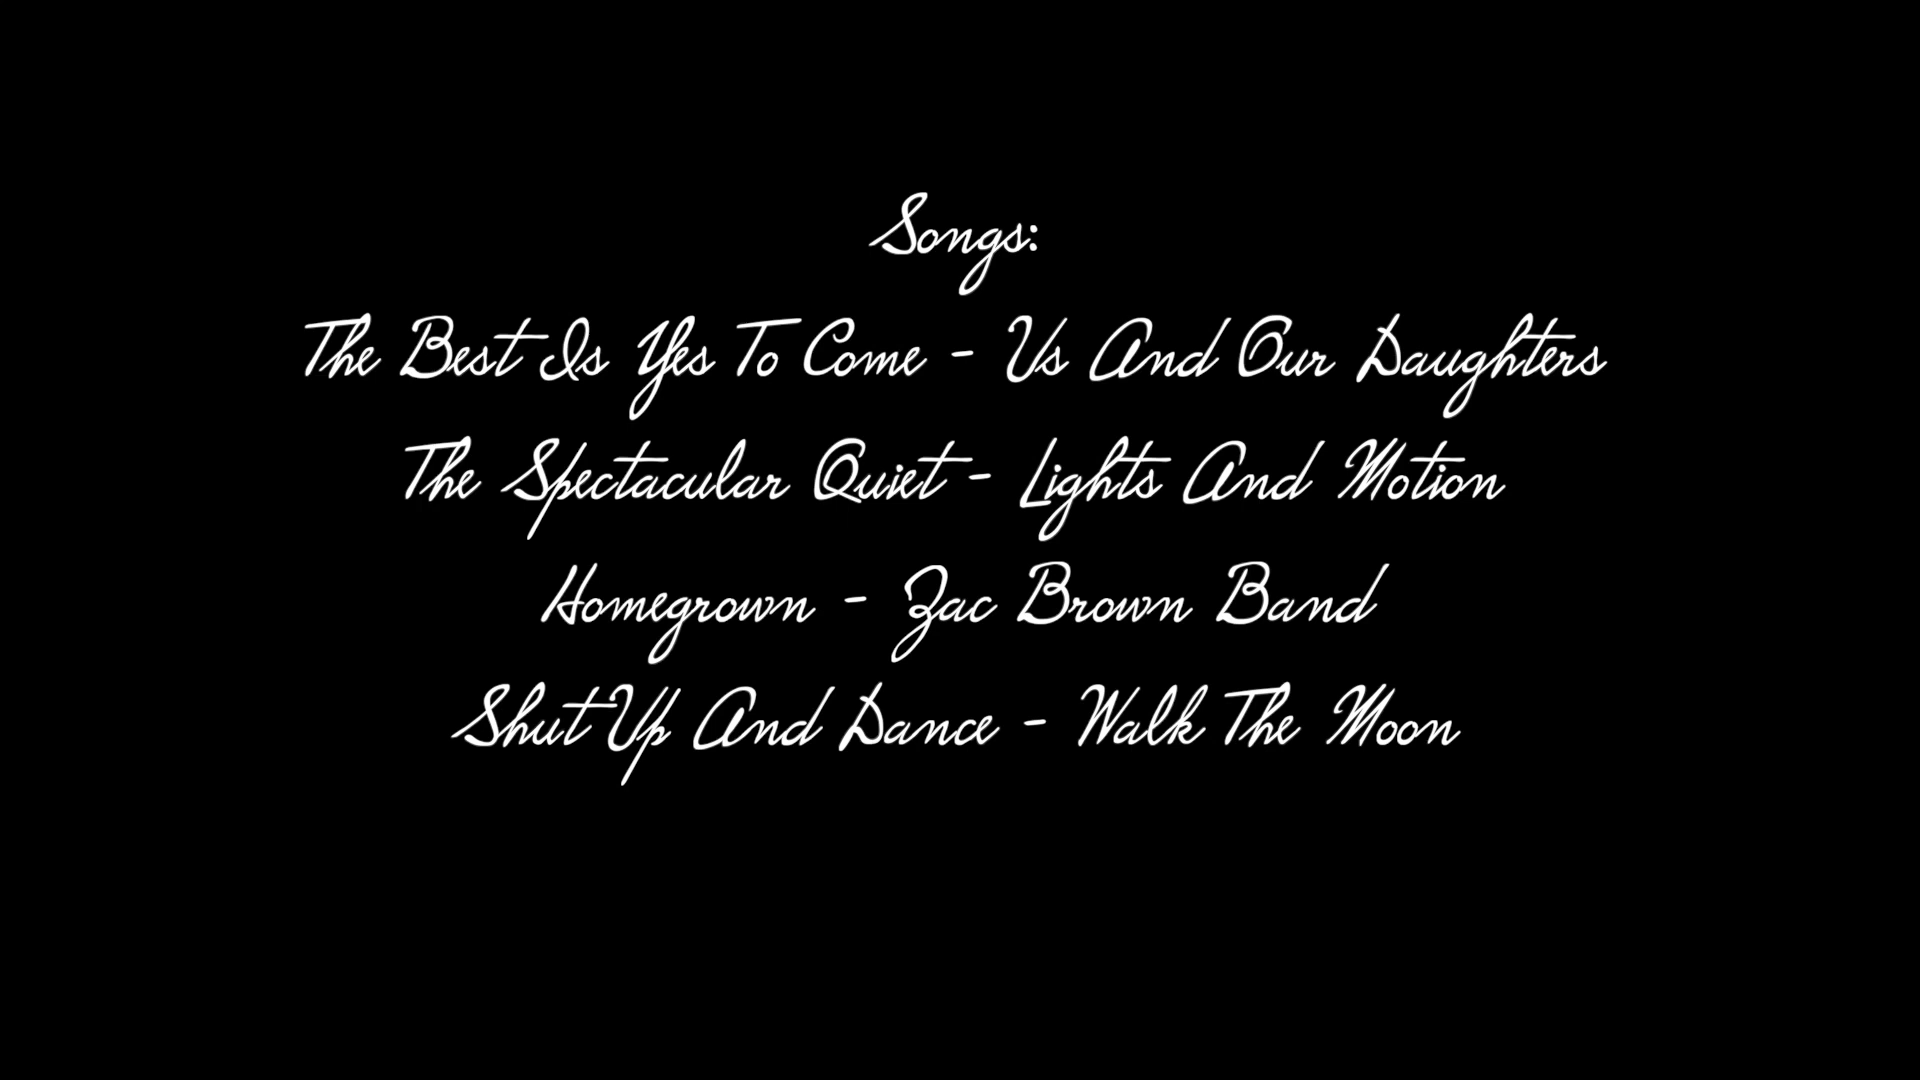 Songs:
The Best Is Yes To Come - Us And Our Daughters
The Spectacular Quiet - Lights And Motion
Homegrown - Zac Brown Band
Shut Up And Dance - Walk The Moon